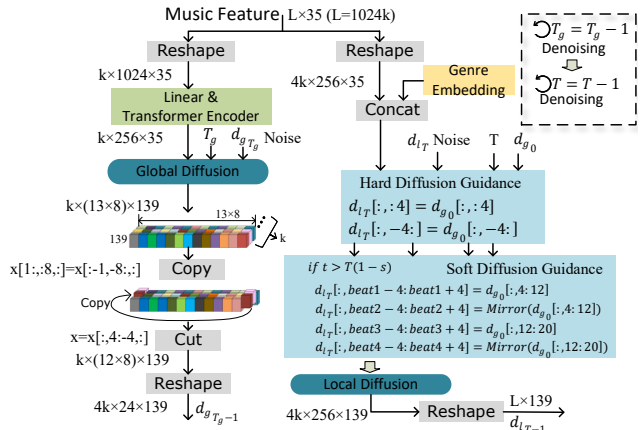 Music Feature L×35 (L=1024k)
Reshape
k×1024×35
Linear &
Transformer Encoder
k×256×35
T_g d_{g_{T_g}} Noise
Global Diffusion
k×(13×8)×139
13×8
139
k
Copy
x[1:,:8,:]=x[:-1,-8:,:]
Copy
Cut
x=x[:,4:-4,:]
k×(12×8)×139
Reshape
4k×24×139 d_{g_{T_g-1}}
Reshape
4k×256×35
Genre
Embedding
Concat
d_{l_T} Noise T d_{g_0}
Hard Diffusion Guidance
d_{l_T}[:,:4] = d_{g_0}[:,:4]
d_{l_T}[:,−4:] = d_{g_0}[:,−4:]
if t > T(1 − s) Soft Diffusion Guidance
d_{l_T}[:,beat1 − 4:beat1 + 4] = d_{g_0}[:,4:12]
d_{l_T}[:,beat2 − 4:beat2 + 4] = Mirror(d_{g_0}[:,4:12])
d_{l_T}[:,beat3 − 4:beat3 + 4] = d_{g_0}[:,12:20]
d_{l_T}[:,beat4 − 4:beat4 + 4] = Mirror(d_{g_0}[:,12:20])
Local Diffusion
4k×256×139
Reshape
L×139
d_{l_{T-1}}
T_g = T_g − 1
Denoising
T = T − 1
Denoising